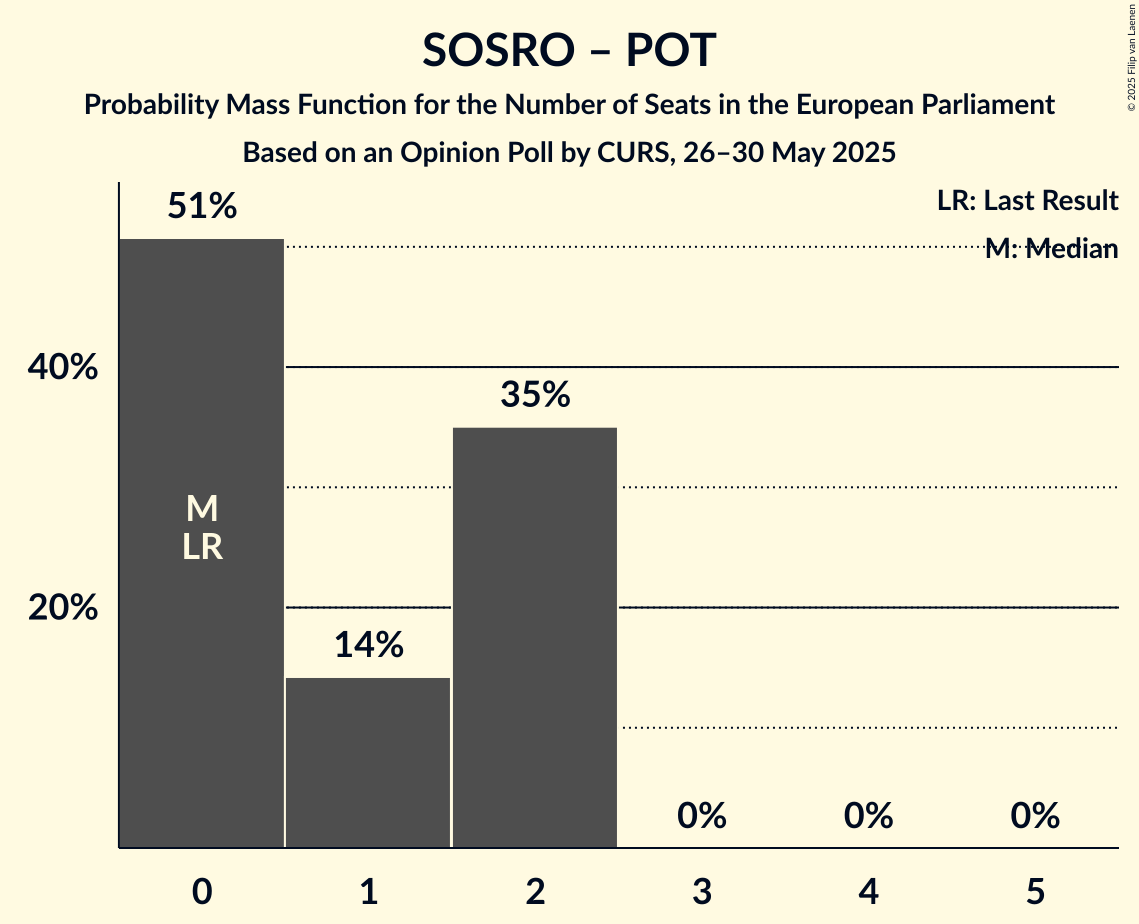 SOSRO – POT
Probability Mass Function for the Number of Seats in the European Parliament
Based on an Opinion Poll by CURS, 26–30 May 2025
© 2025 Filip van Laenen
LR: Last Result
M: Median
51%
40%
35%
M
LR
20%
14%
0%
0%
0%
0
1
2
3
4
5